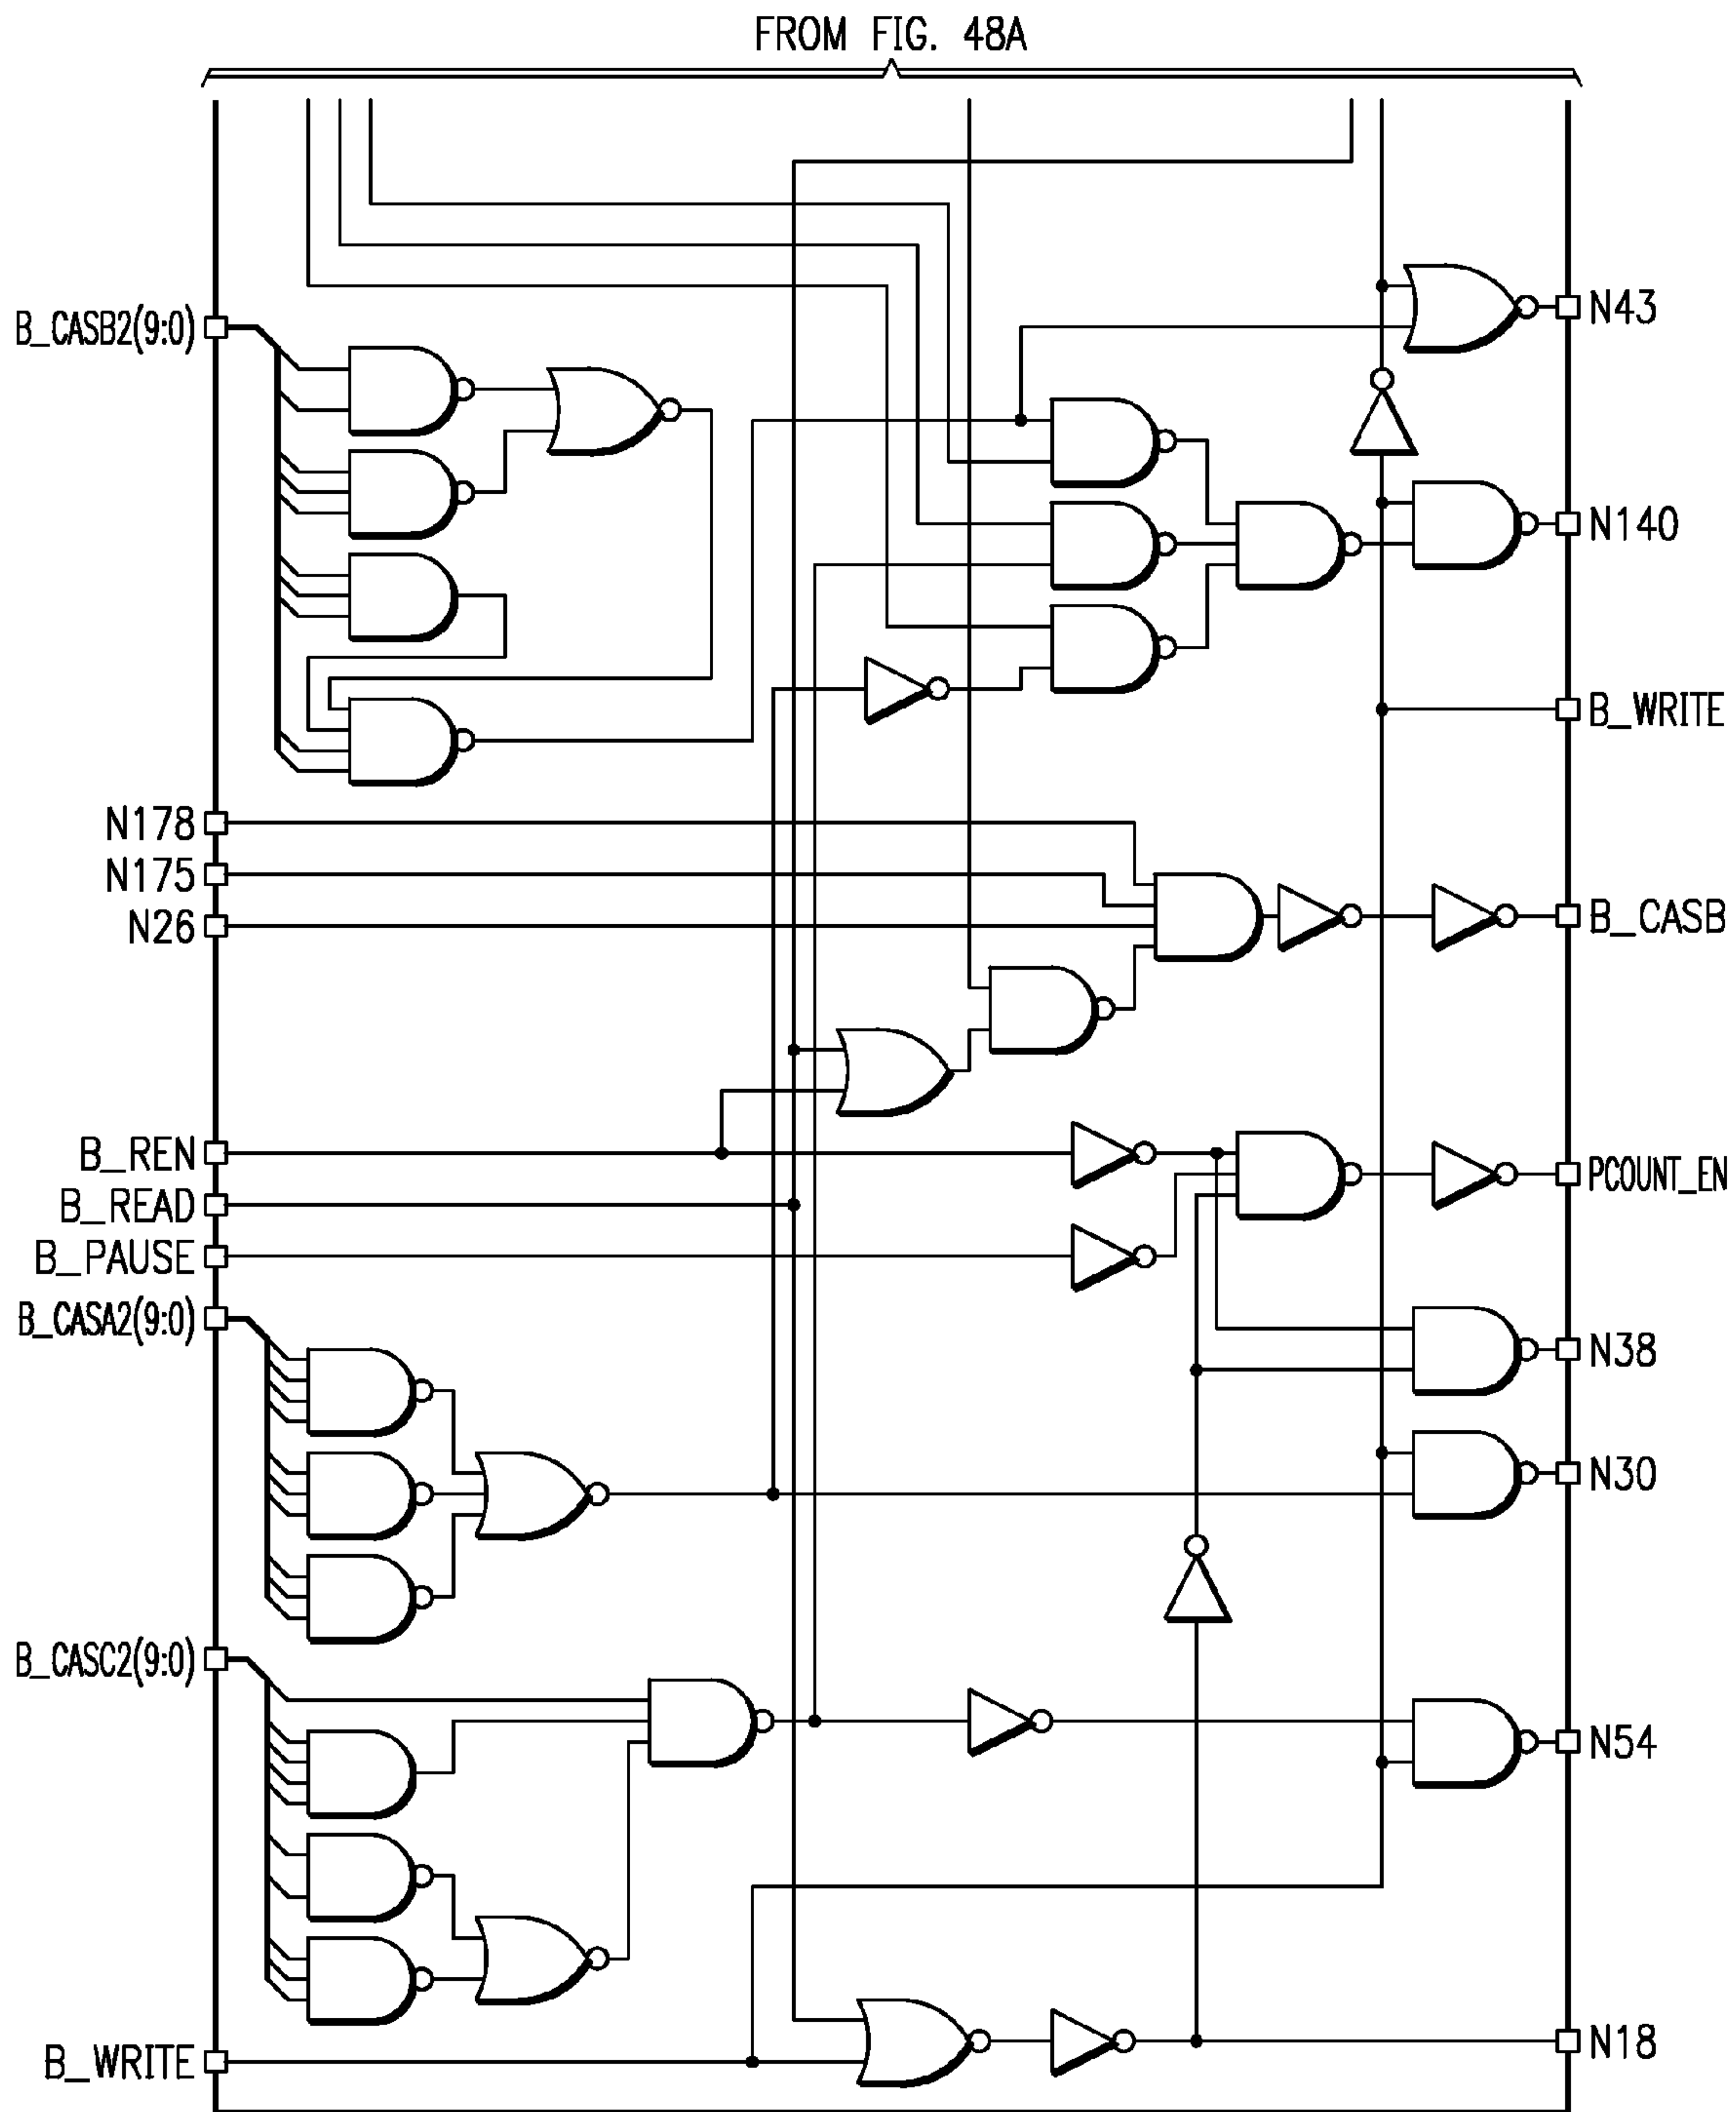 FROM FIG. 48A
B_CASB2(9:0)
N43
N140
B_WRITE
N178
N175
N26
B_CASB
B_REN
B_READ
B_PAUSE
PCOUNT_EN
B_CASA2(9:0)
N38
N30
B_CASC2(9:0)
N54
B_WRITE
N18